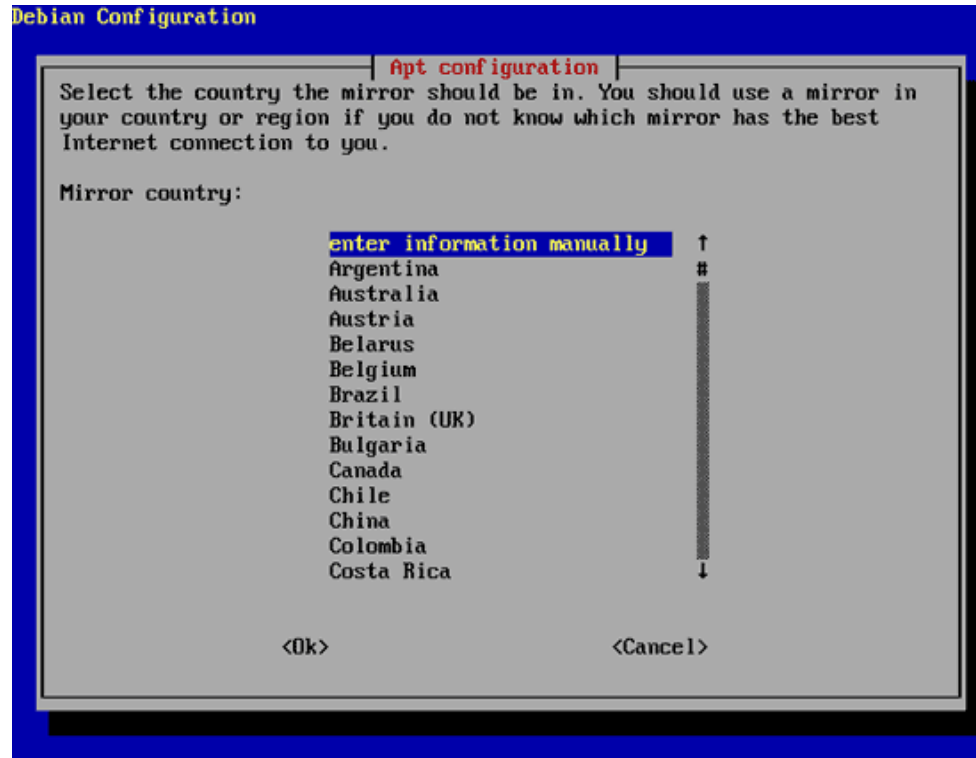 Debian Configuration
Apt configuration
Select the country the mirror should be in. You should use a mirror in
your country or region if you do not know which mirror has the best
Internet connection to you.
Mirror country:
enter information manually ↑
Argentina #
Australia
Austria
Belarus
Belgium
Brazil
Britain (UK)
Bulgaria
Canada
Chile
China
Colombia
Costa Rica ↓
<Ok> <Cancel>